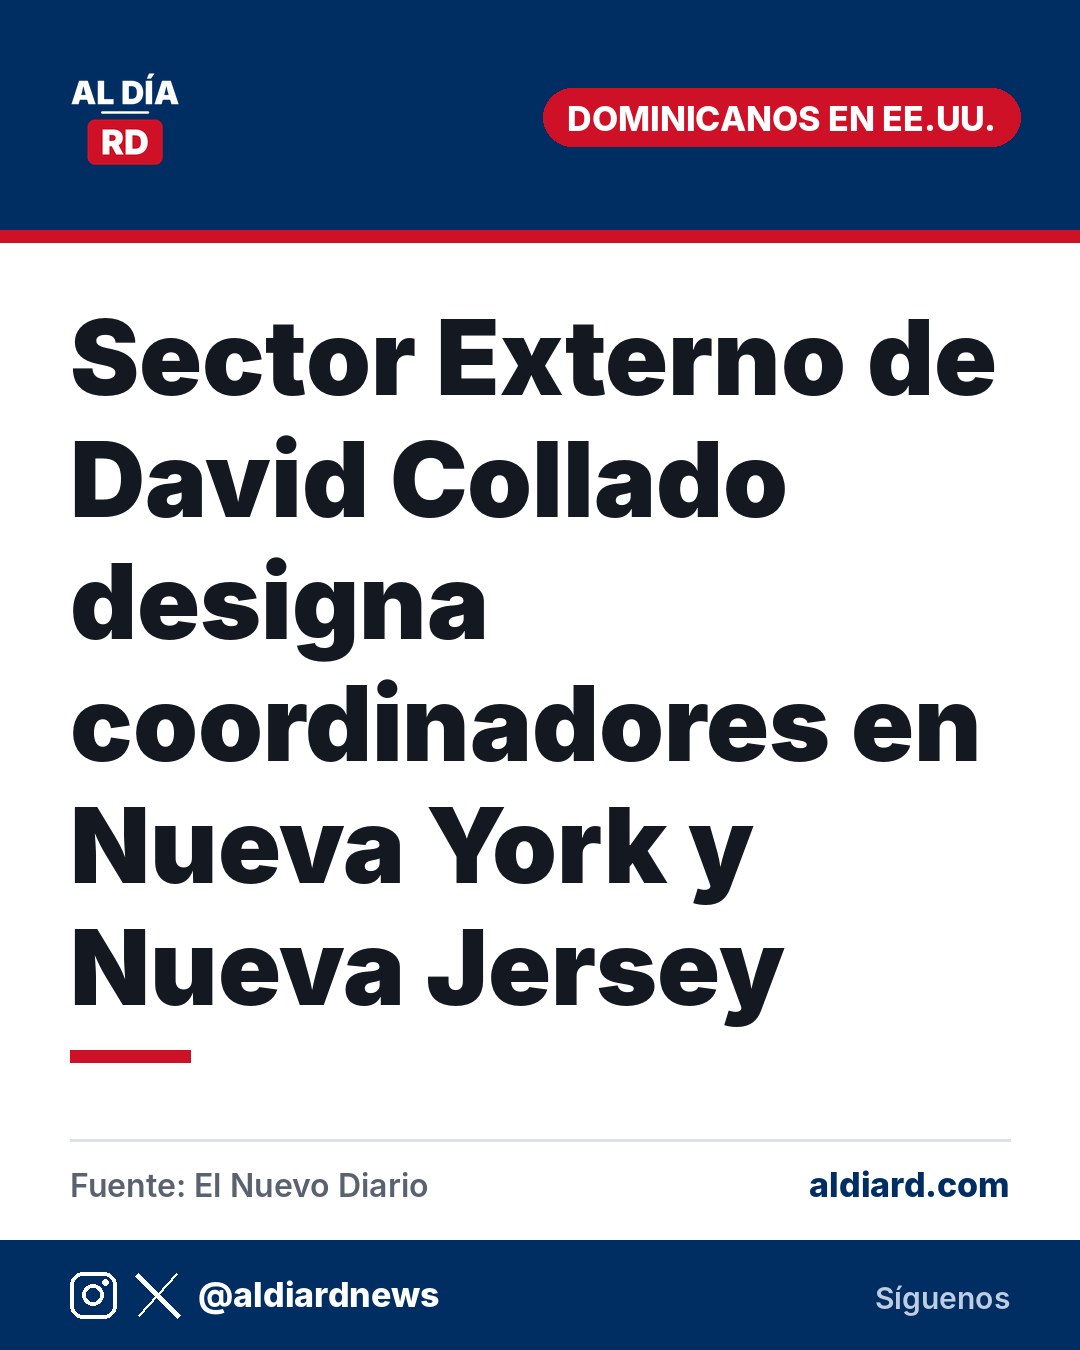 AL DÍA
RD
DOMINICANOS EN EE.UU.
Sector Externo de
David Collado
designa
coordinadores en
Nueva York y
Nueva Jersey
Fuente: El Nuevo Diario
aldiard.com
@aldiardnews
Síguenos